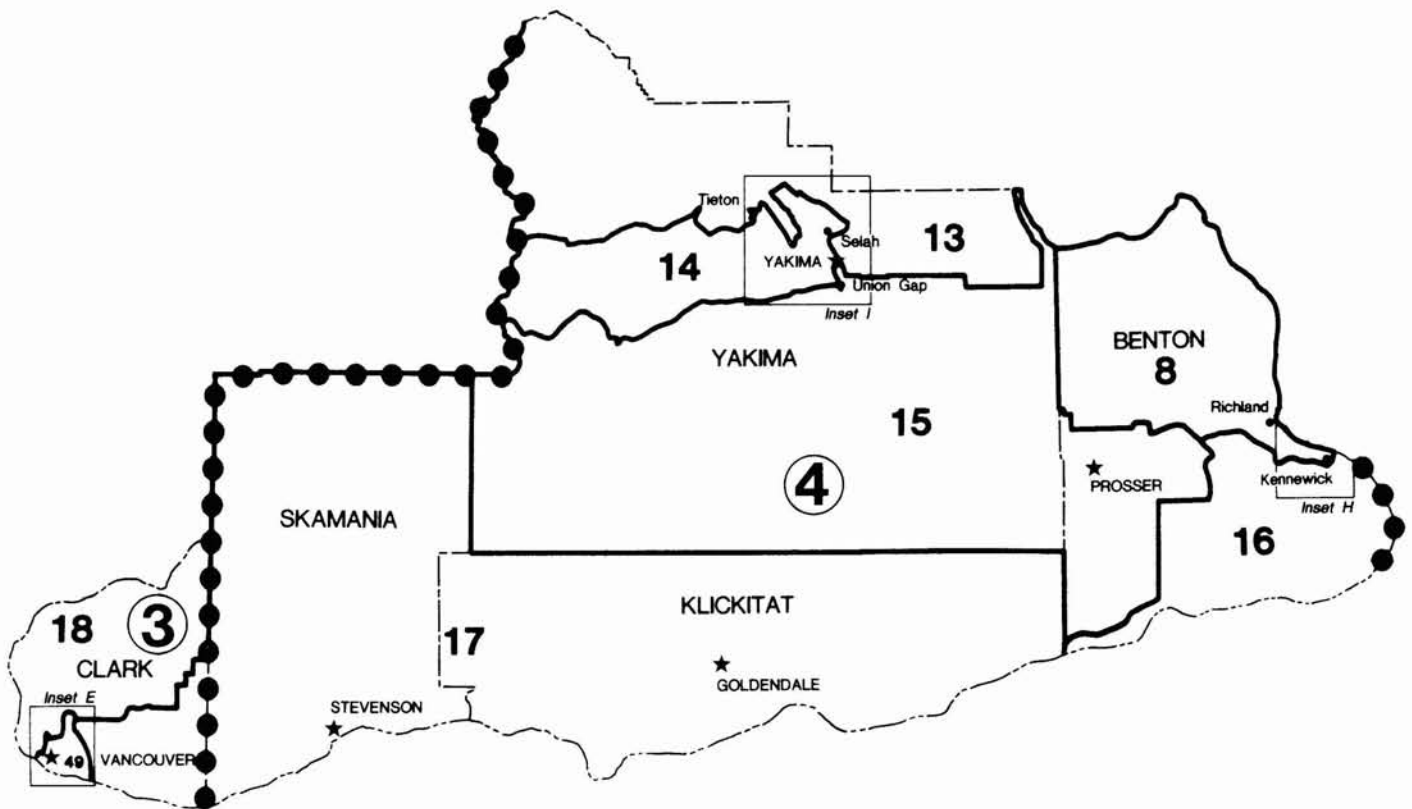 Tieton
Selah
13
14
YAKIMA
Union Gap
Inset I
YAKIMA
BENTON
8
Richland
15
4
PROSSER
Kennewick
Inset H
SKAMANIA
16
KLICKITAT
18
3
17
CLARK
GOLDENDALE
Inset E
STEVENSON
49
VANCOUVER